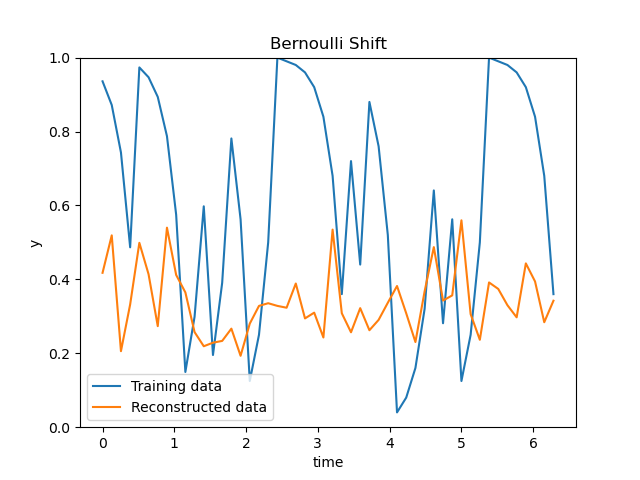 Bernoulli Shift
1.0
0.8
0.6
0.4
0.2
0.0
y
Training data
Reconstructed data
0 1 2 3 4 5 6
time